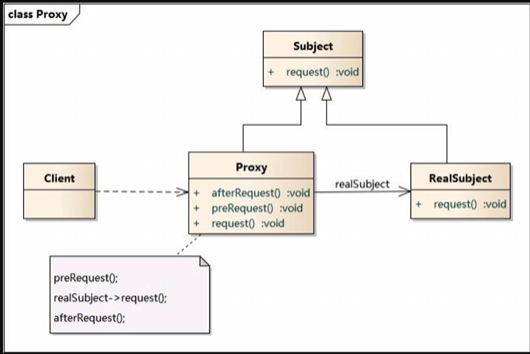 class Proxy
Subject
+ request() :void
Client
Proxy
+ afterRequest() :void
+ preRequest() :void
+ request() :void
realSubject
RealSubject
+ request() :void
preRequest();
realSubject->request();
afterRequest();